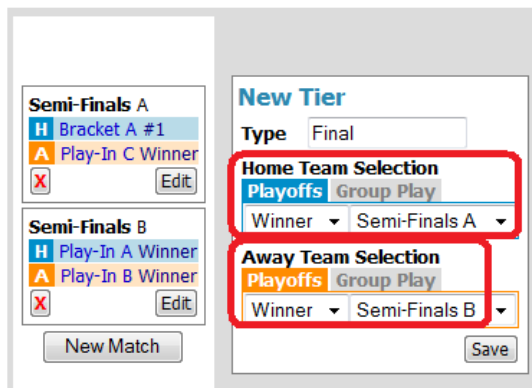 Semi-Finals A
H Bracket A #1
A Play-In C Winner
X Edit
Semi-Finals B
H Play-In A Winner
A Play-In B Winner
X Edit
New Match
New Tier
Type Final
Home Team Selection
Playoffs Group Play
Winner Semi-Finals A
Away Team Selection
Playoffs Group Play
Winner Semi-Finals B
Save